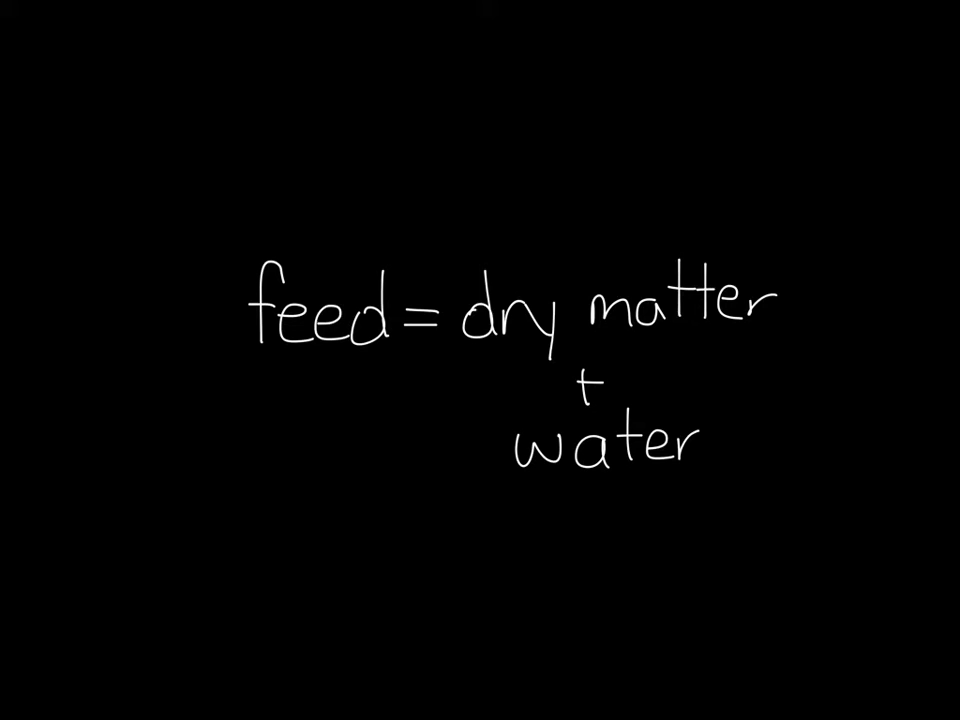 feed = dry matter
+
water